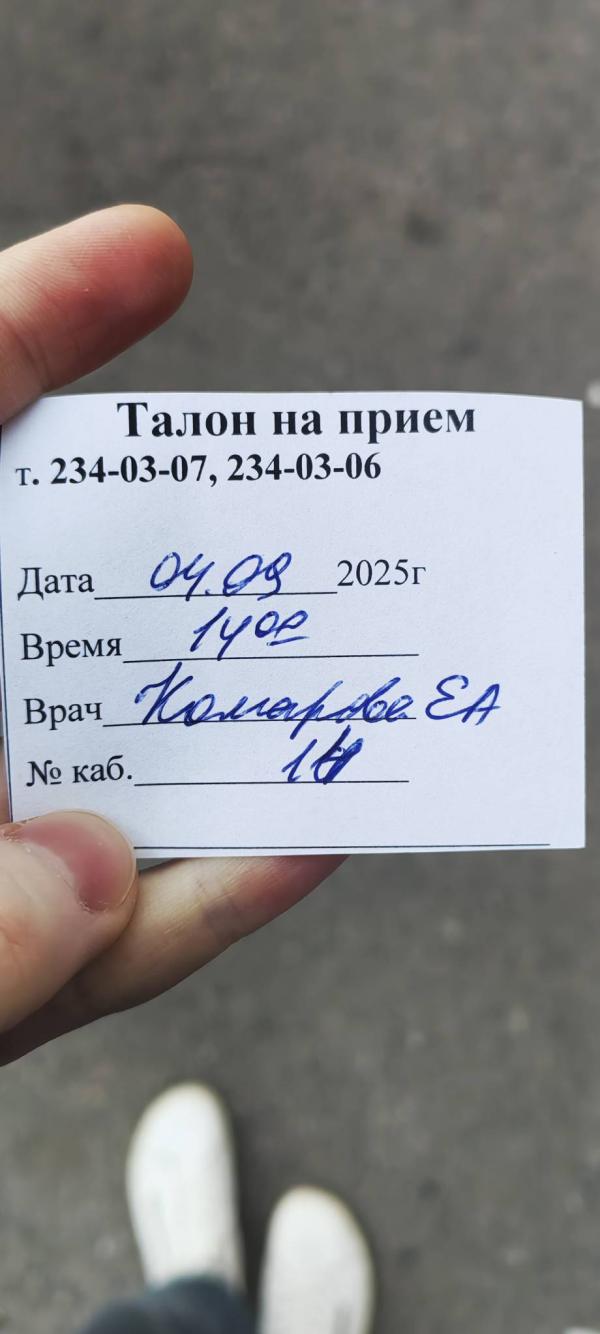 Талон на прием
т. 234-03-07, 234-03-06
Дата 04.09 2025г
Время 14 00
Врач Комарова ЕА
№ каб.